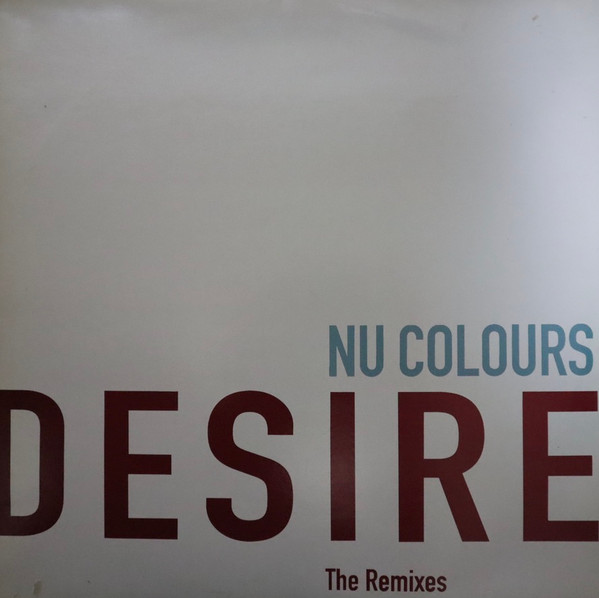 NU COLOURS
DESIRE
The Remixes